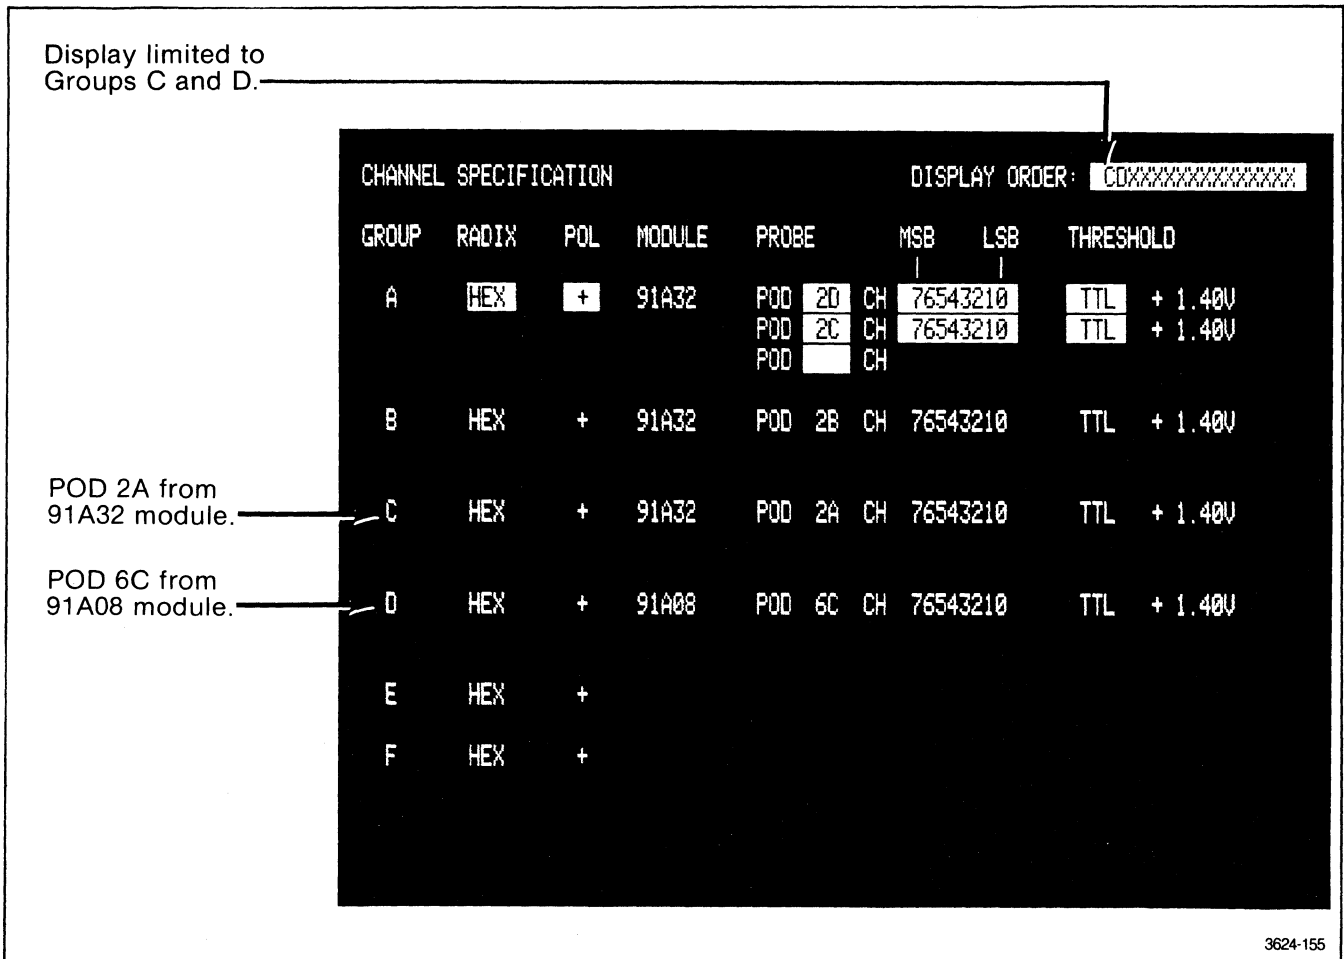 Display limited to
Groups C and D.
CHANNEL SPECIFICATION DISPLAY ORDER: CDXXXXXXXXXXXXXX
GROUP RADIX POL MODULE PROBE MSB LSB THRESHOLD
A HEX + 91A32 POD 2D CH 76543210 TTL + 1.40V
POD 2C CH 76543210 TTL + 1.40V
POD CH
B HEX + 91A32 POD 2B CH 76543210 TTL + 1.40V
POD 2A from
91A32 module.
C HEX + 91A32 POD 2A CH 76543210 TTL + 1.40V
POD 6C from
91A08 module.
D HEX + 91A08 POD 6C CH 76543210 TTL + 1.40V
E HEX +
F HEX +
3624-155